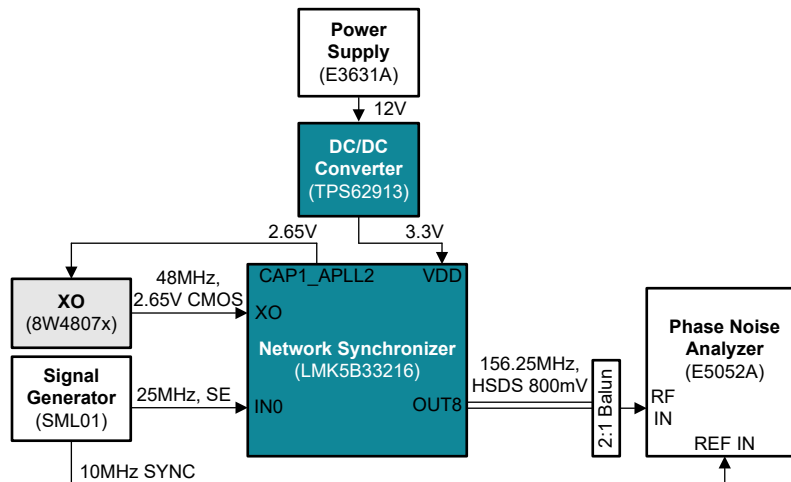 Power
Supply
(E3631A)
12V
DC/DC
Converter
(TPS62913)
2.65V
3.3V
CAP1_APLL2
VDD
XO
(8W4807x)
48MHz,
2.65V CMOS
XO
Network Synchronizer
(LMK5B33216)
Signal
Generator
(SML01)
25MHz, SE
IN0
OUT8
156.25MHz,
HSDS 800mV
2:1 Balun
Phase Noise
Analyzer
(E5052A)
RF
IN
REF IN
10MHz SYNC